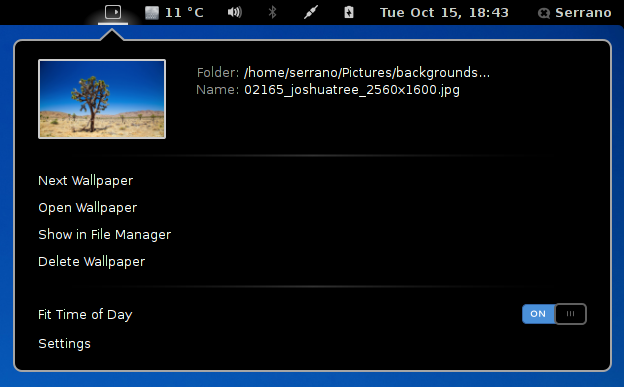 11 °C Tue Oct 15, 18:43 Serrano
Folder: /home/serrano/Pictures/backgrounds...
Name: 02165_joshuatree_2560x1600.jpg
Next Wallpaper
Open Wallpaper
Show in File Manager
Delete Wallpaper
Fit Time of Day ON
Settings